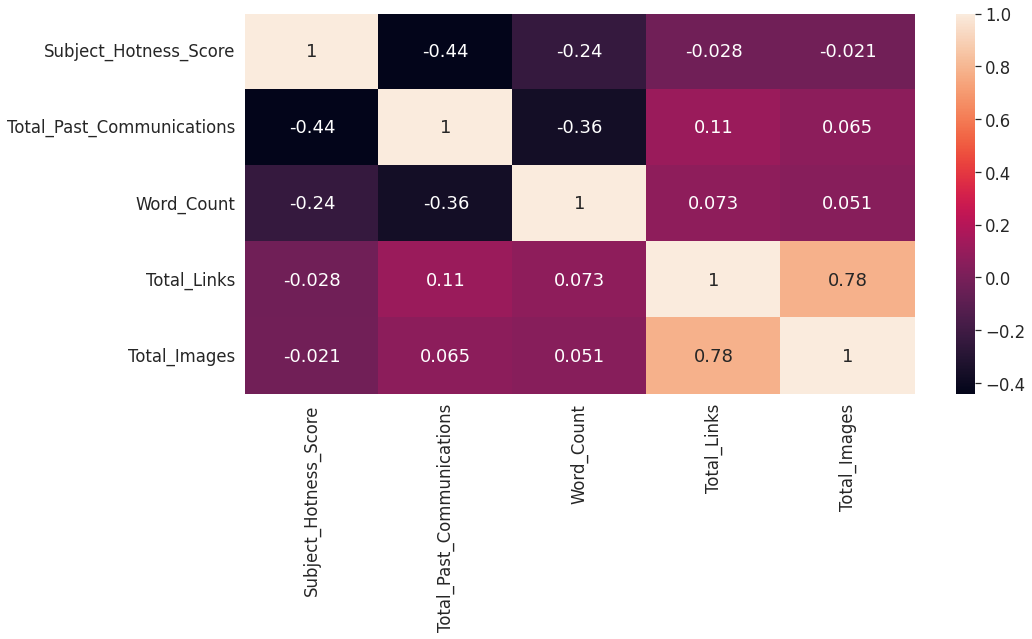 Subject_Hotness_Score 1 -0.44 -0.24 -0.028 -0.021
Total_Past_Communications -0.44 1 -0.36 0.11 0.065
Word_Count -0.24 -0.36 1 0.073 0.051
Total_Links -0.028 0.11 0.073 1 0.78
Total_Images -0.021 0.065 0.051 0.78 1
Subject_Hotness_Score
Total_Past_Communications
Word_Count
Total_Links
Total_Images
1.0
0.8
0.6
0.4
0.2
0.0
−0.2
−0.4